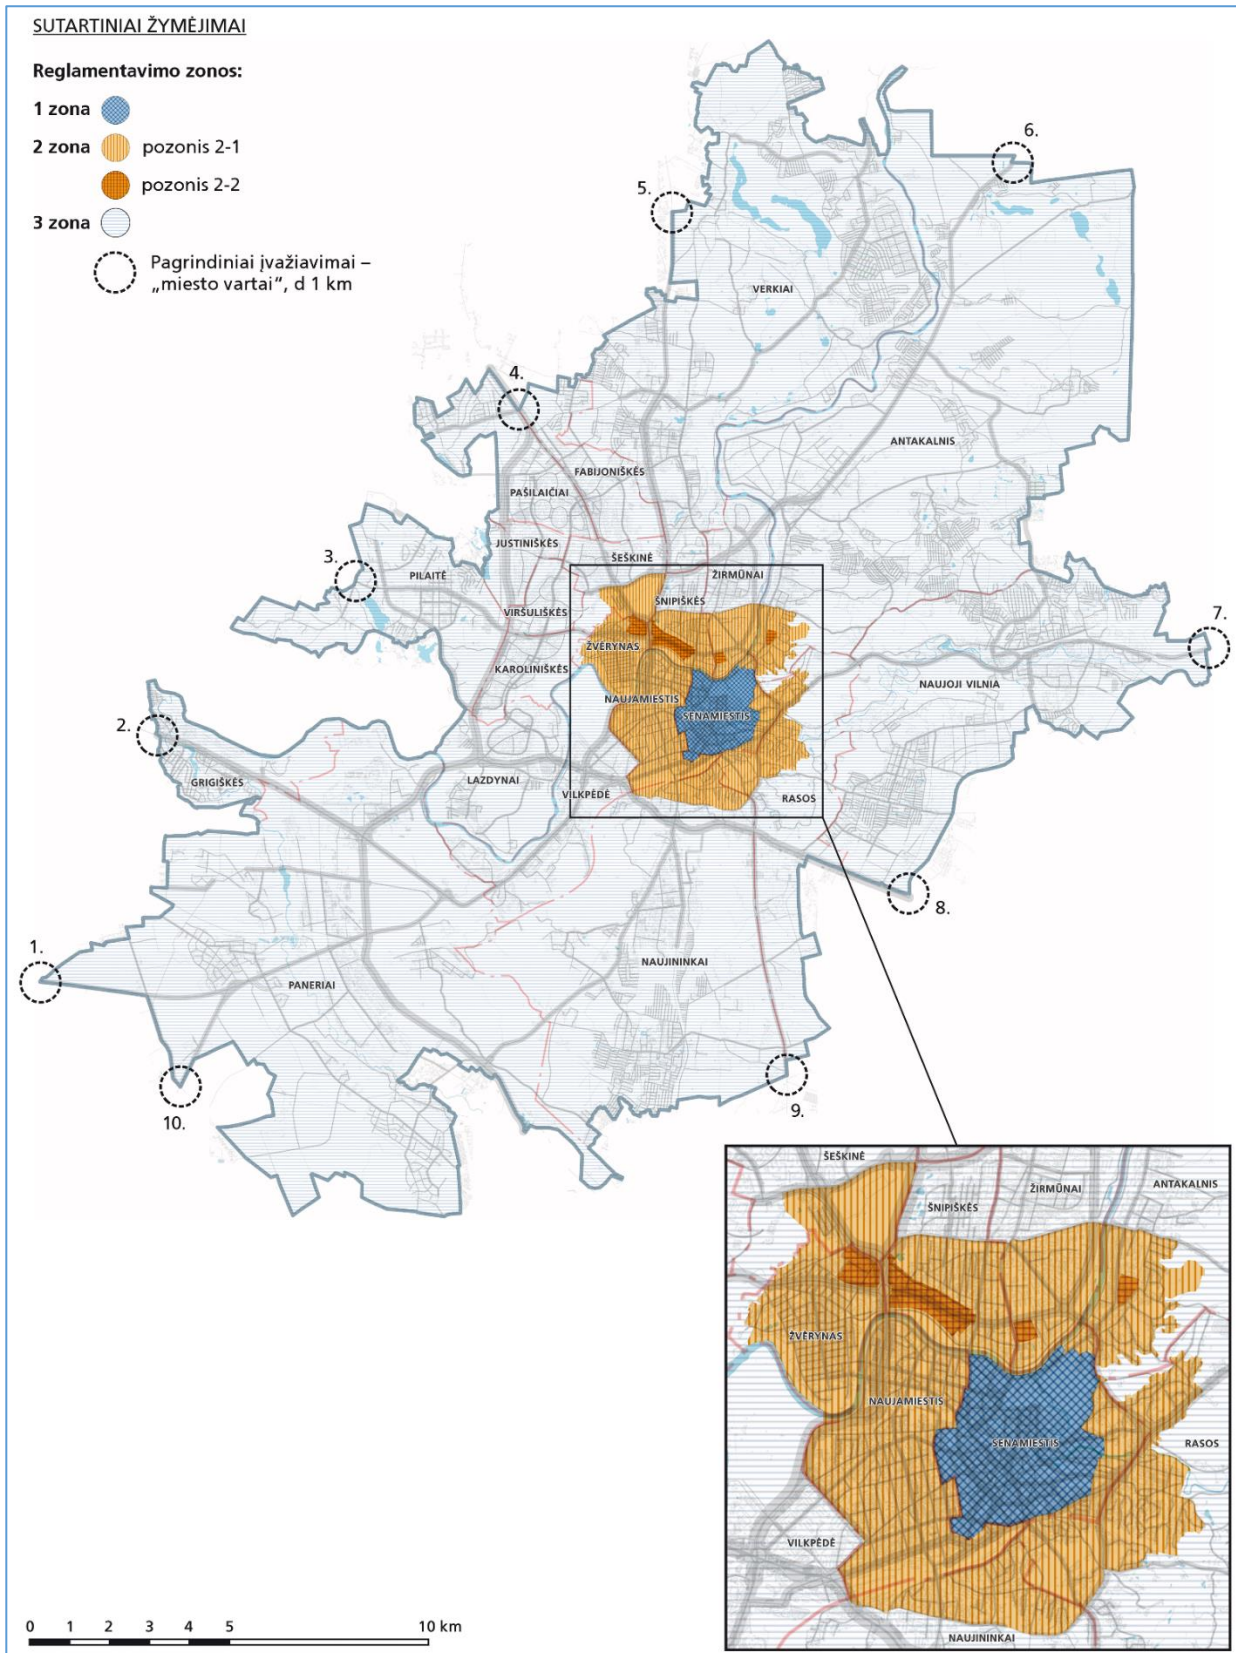 SUTARTINIAI ŽYMĖJIMAI
Reglamentavimo zonos:
1 zona
2 zona pozonis 2-1
pozonis 2-2
3 zona
Pagrindiniai įvažiavimai –
„miesto vartai“, d 1 km
6.
5.
VERKIAI
4.
ANTAKALNIS
FABIJONIŠKĖS
PAŠILAIČIAI
JUSTINIŠKĖS
ŠEŠKINĖ
3.
PILAITĖ
ŽIRMŪNAI
ŠNIPIŠKĖS
VIRŠULIŠKĖS
7.
ŽVĖRYNAS
KAROLINIŠKĖS
NAUJOJI VILNIA
NAUJAMIESTIS
SENAMIESTIS
2.
GRIGIŠKĖS
LAZDYNAI
VILKPĖDĖ
RASOS
8.
1.
NAUJININKAI
PANERIAI
9.
10.
ŠEŠKINĖ
ŽIRMŪNAI
ANTAKALNIS
ŠNIPIŠKĖS
ŽVĖRYNAS
NAUJAMIESTIS
SENAMIESTIS
RASOS
VILKPĖDĖ
NAUJININKAI
0 1 2 3 4 5 10 km